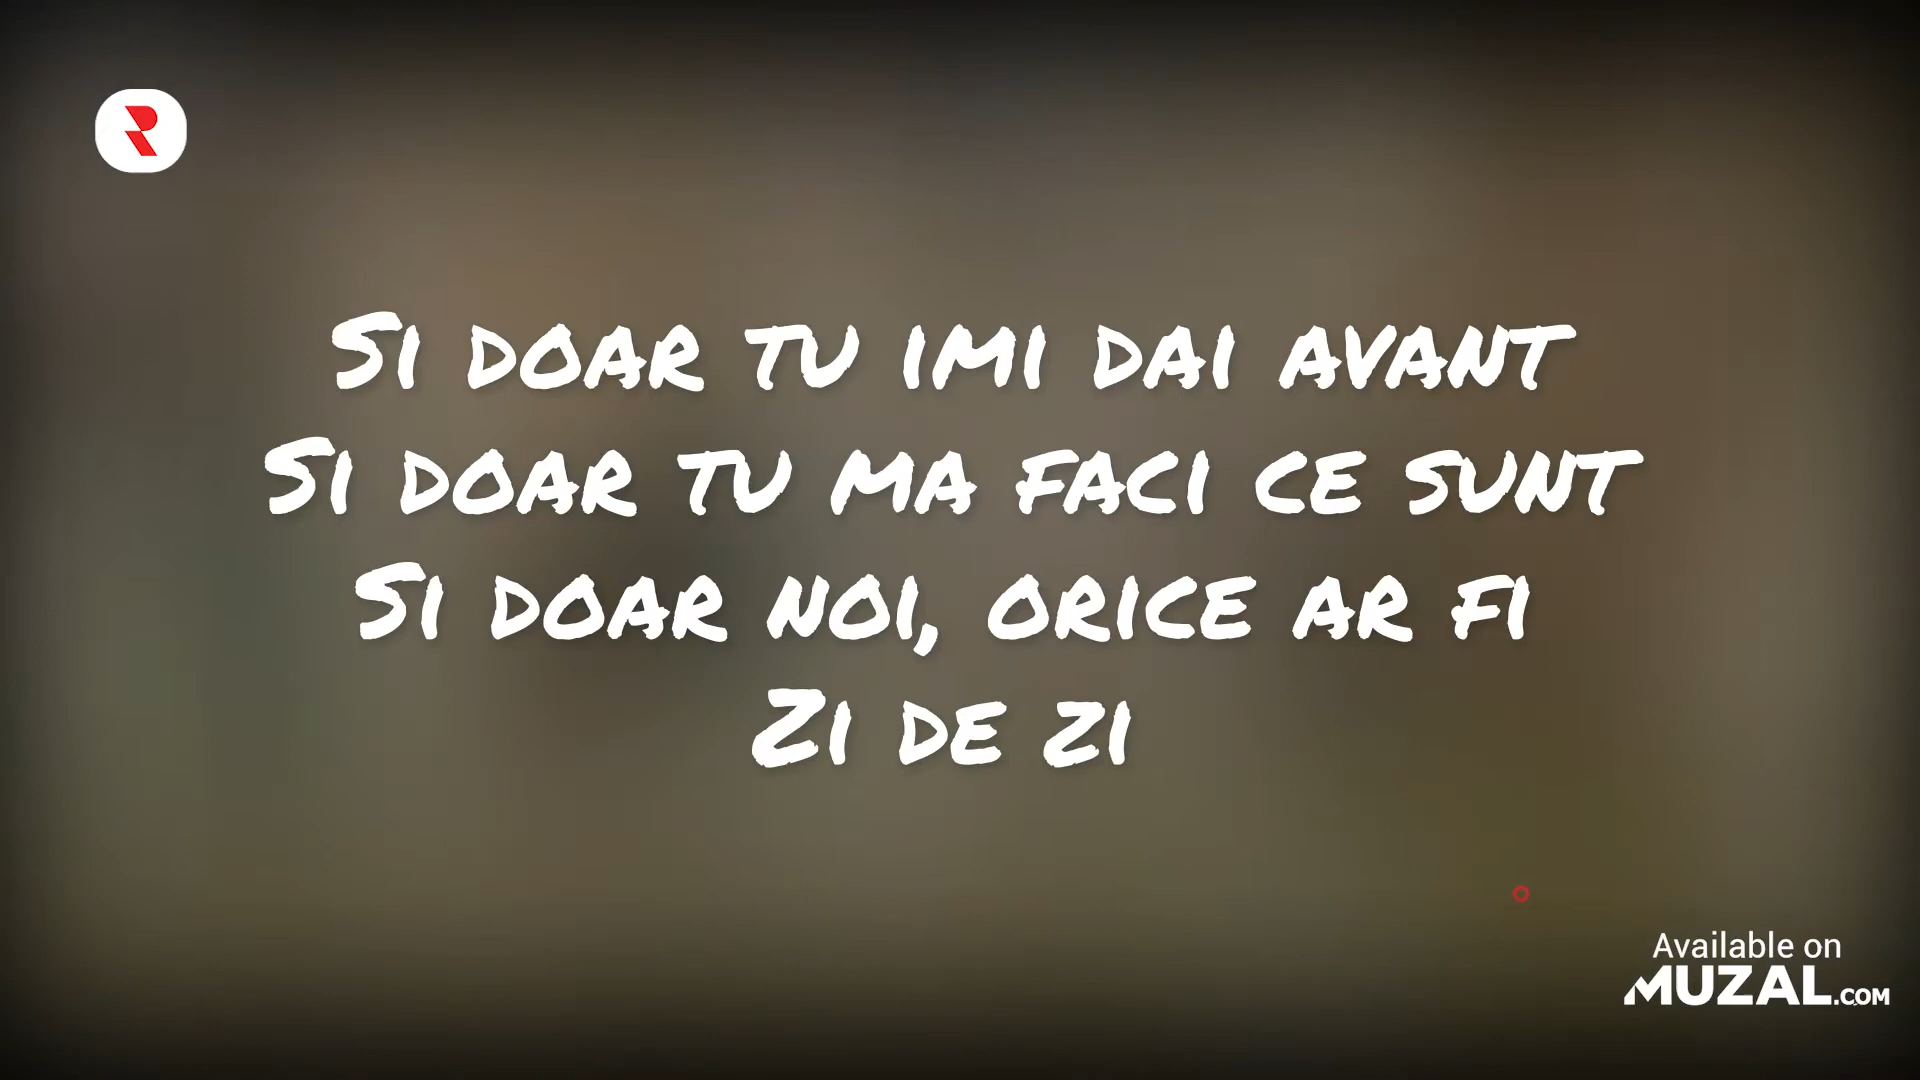 Si doar tu imi dai avant
Si doar tu ma faci ce sunt
Si doar noi, orice ar fi
Zi de zi
Available on
MUZAL.COM